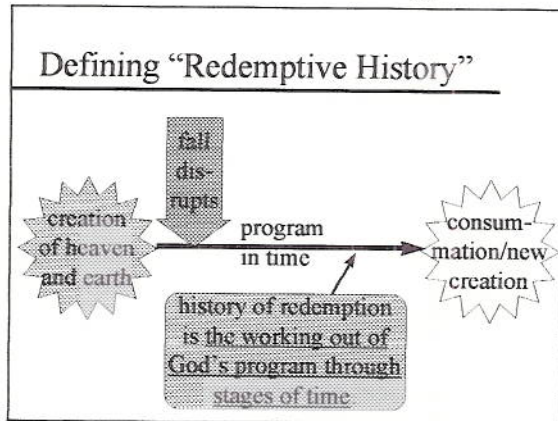 Defining “Redemptive History”
fall
dis-
rupts
creation
of heaven
and earth
program
in time
consum-
mation/new
creation
history of redemption
is the working out of
God’s program through
stages of time